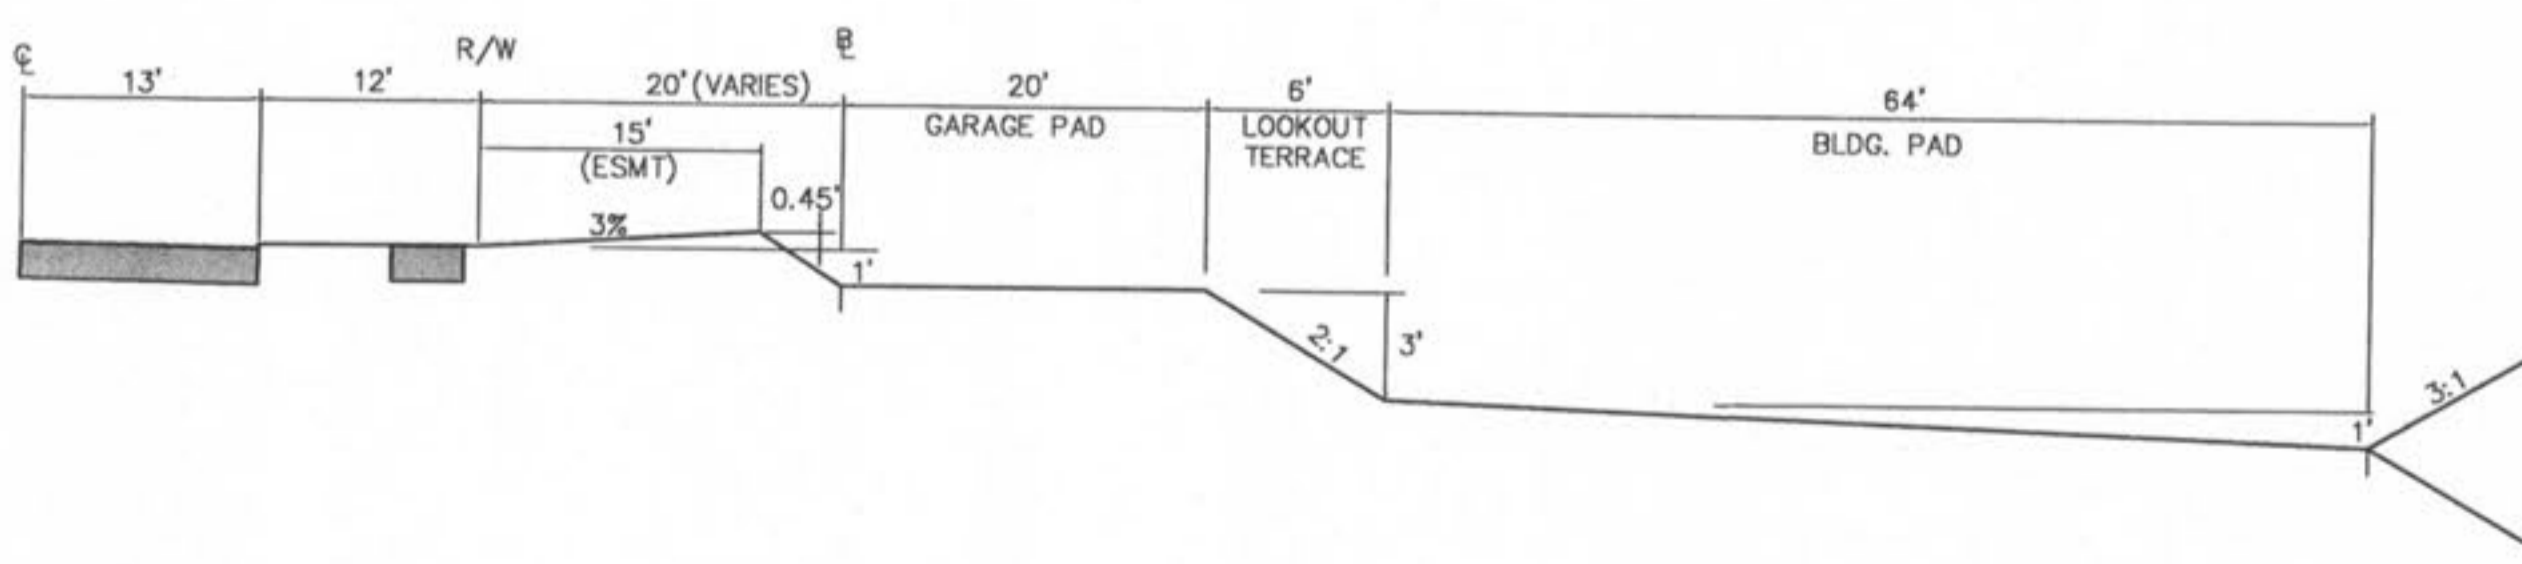 ℄
R/W
13'
12'
20' (VARIES)
20'
6'
64'
15'
(ESMT)
GARAGE PAD
LOOKOUT
TERRACE
BLDG. PAD
0.45'
3%
1'
2:1
3'
3:1
1'